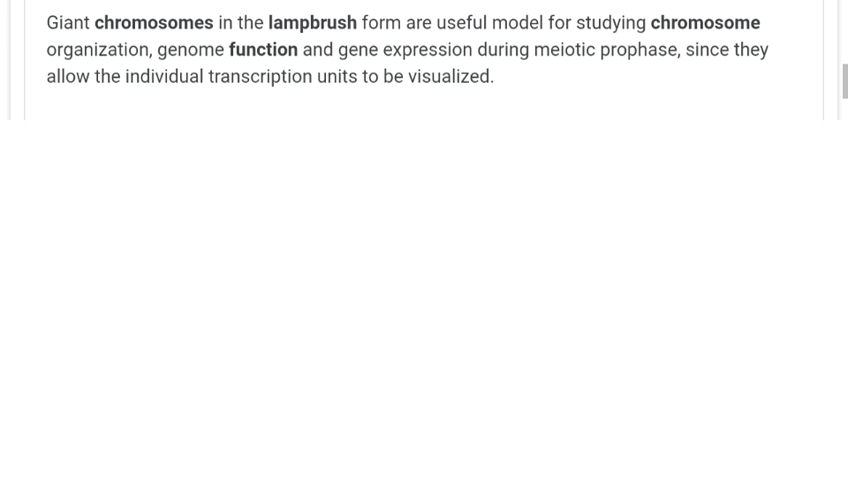 Giant chromosomes in the lampbrush form are useful model for studying chromosome
organization, genome function and gene expression during meiotic prophase, since they
allow the individual transcription units to be visualized.